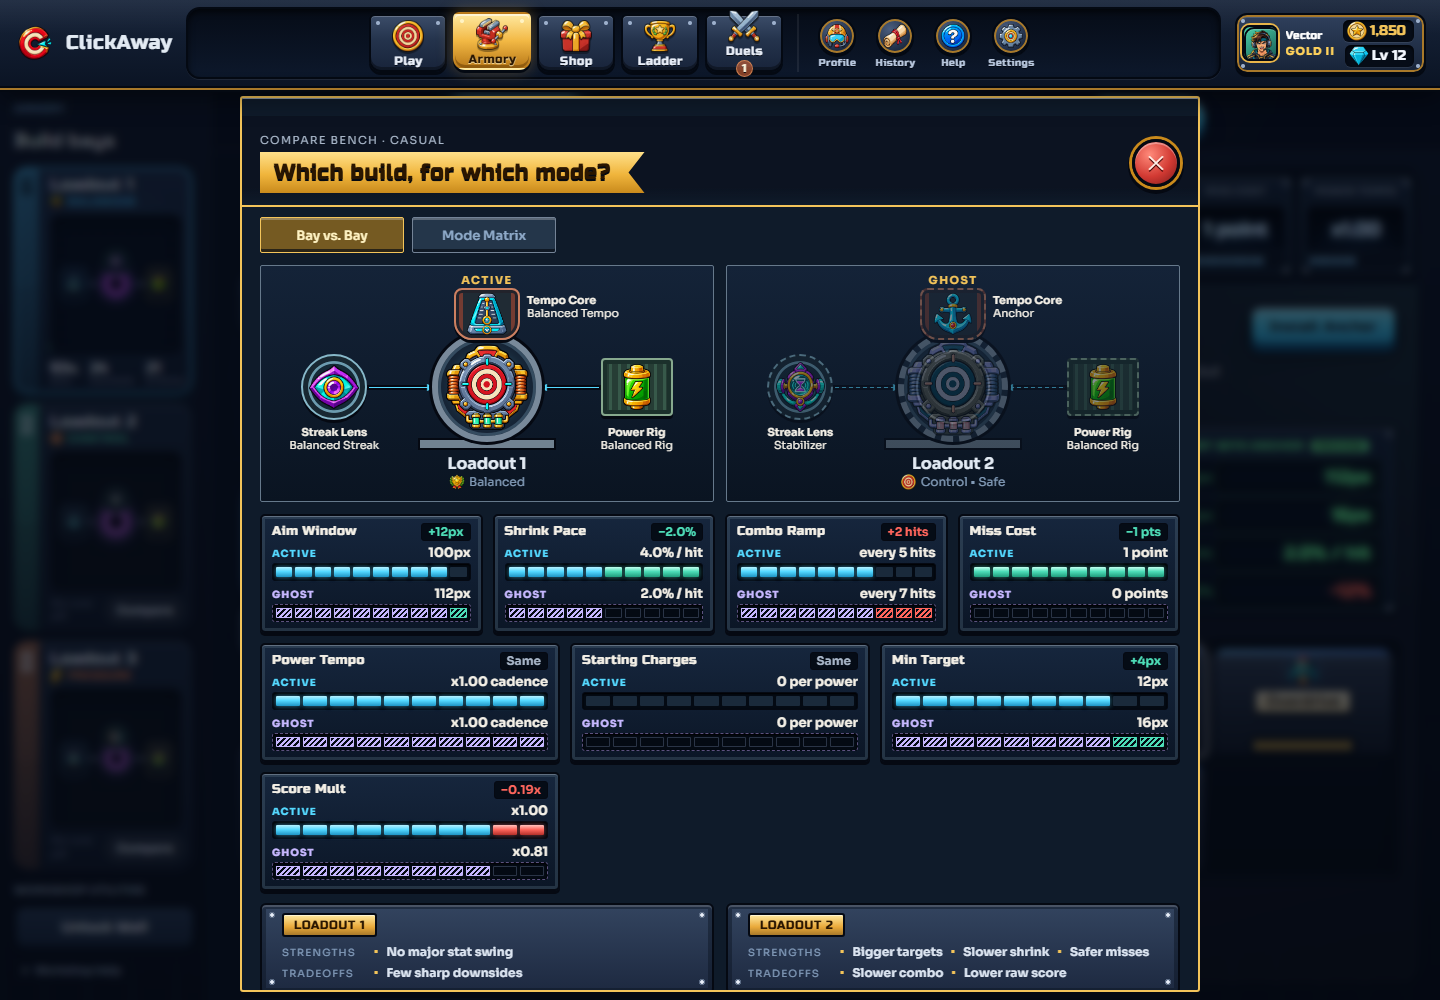 ClickAway
Play
Armory
Shop
Ladder
Duels
1
Profile
History
Help
Settings
Vector
GOLD II
1,850
Lv 12
COMPARE BENCH · CASUAL
Which build, for which mode?
Bay vs. Bay
Mode Matrix
ACTIVE
Tempo Core
Balanced Tempo
Streak Lens
Balanced Streak
Power Rig
Balanced Rig
Loadout 1
Balanced
GHOST
Tempo Core
Anchor
Streak Lens
Stabilizer
Power Rig
Balanced Rig
Loadout 2
Control • Safe
Aim Window +12px
ACTIVE 100px
GHOST 112px
Shrink Pace −2.0%
ACTIVE 4.0% / hit
GHOST 2.0% / hit
Combo Ramp +2 hits
ACTIVE every 5 hits
GHOST every 7 hits
Miss Cost −1 pts
ACTIVE 1 point
GHOST 0 points
Power Tempo Same
ACTIVE x1.00 cadence
GHOST x1.00 cadence
Starting Charges Same
ACTIVE 0 per power
GHOST 0 per power
Min Target +4px
ACTIVE 12px
GHOST 16px
Score Mult −0.19x
ACTIVE x1.00
GHOST x0.81
LOADOUT 1
STRENGTHS • No major stat swing
TRADEOFFS • Few sharp downsides
LOADOUT 2
STRENGTHS • Bigger targets • Slower shrink • Safer misses
TRADEOFFS • Slower combo • Lower raw score